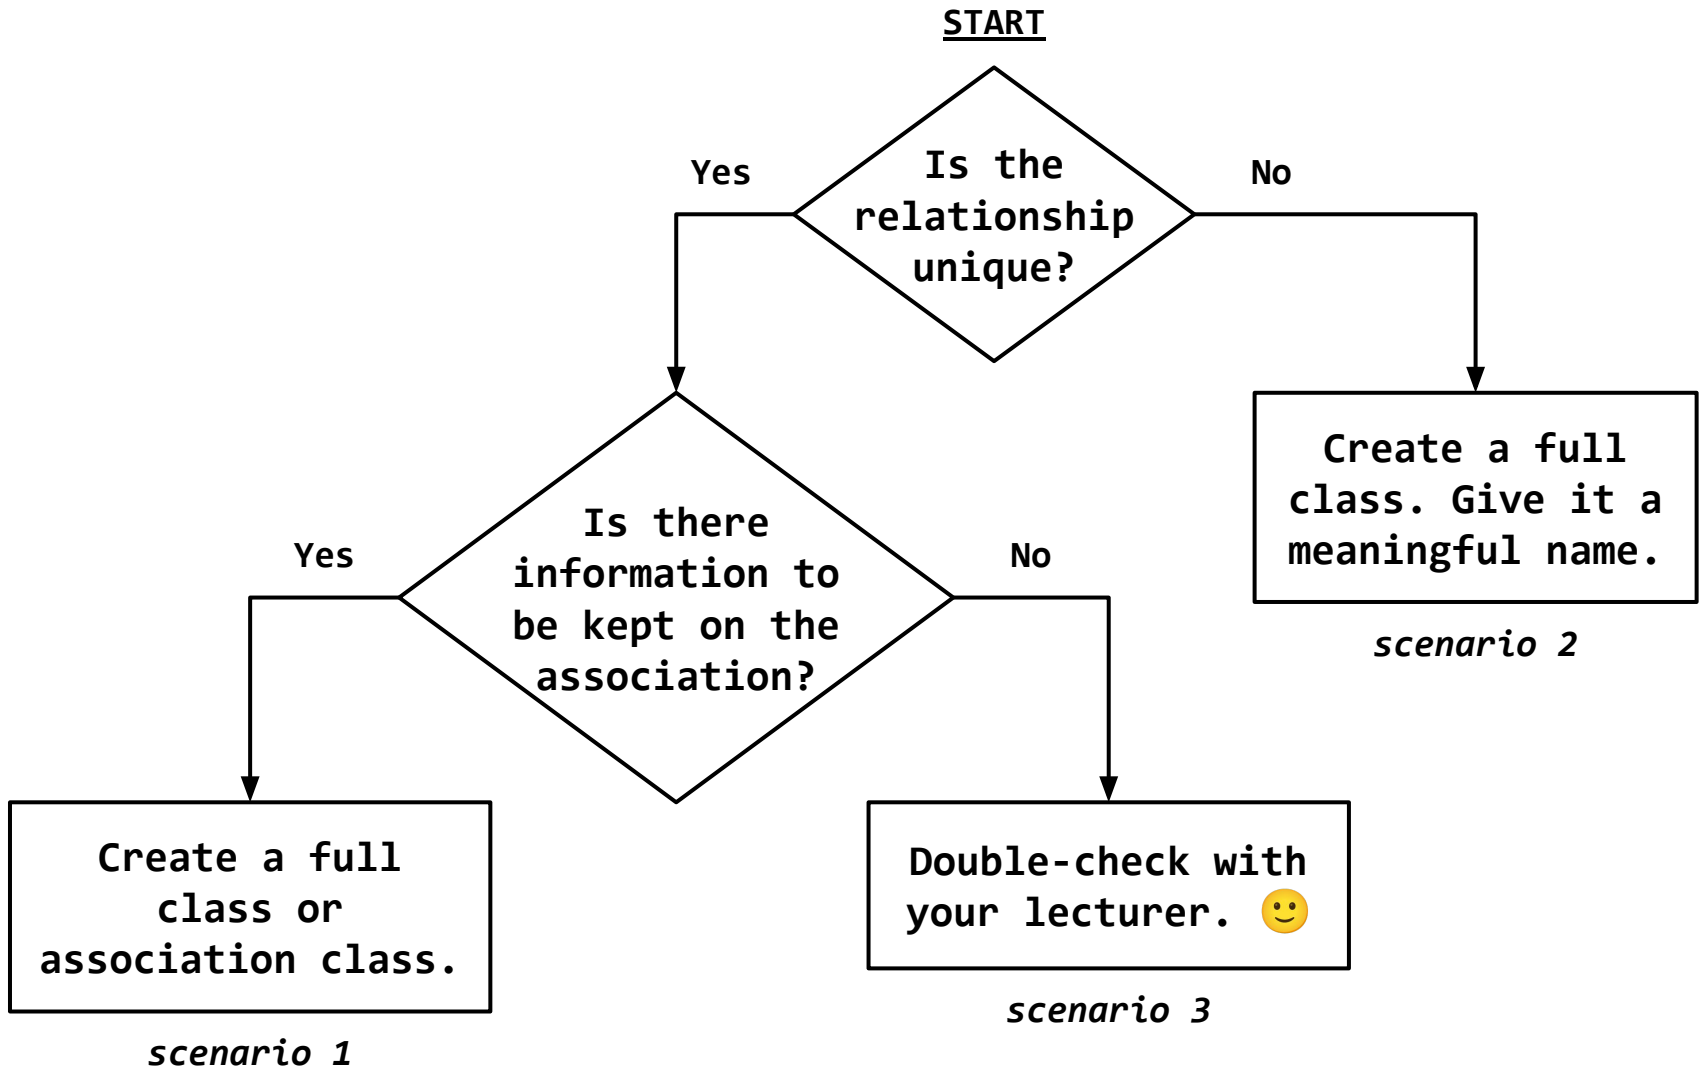 START
Is the
relationship
unique?
Yes
No
Is there
information to
be kept on the
association?
Yes
No
Create a full
class. Give it a
meaningful name.
scenario 2
Create a full
class or
association class.
scenario 1
Double-check with
your lecturer. 🙂
scenario 3